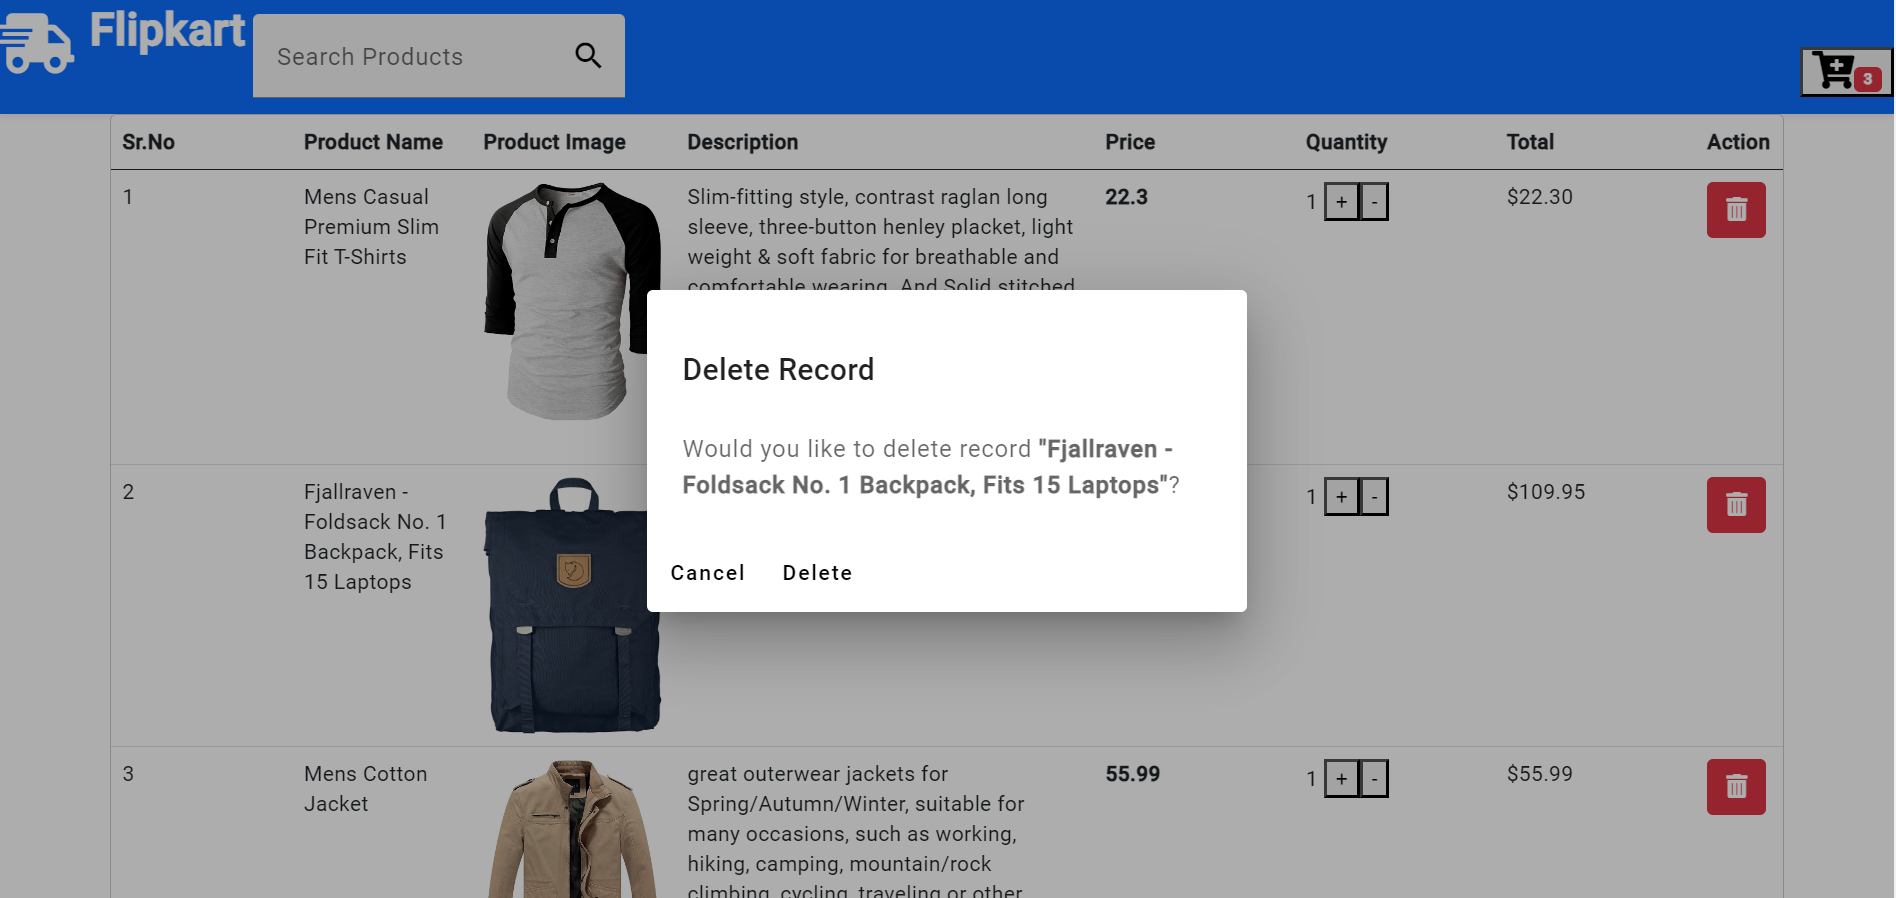 Flipkart
Search Products
3
Sr.No Product Name Product Image Description Price Quantity Total Action
1 Mens Casual Premium Slim Fit T-Shirts
Slim-fitting style, contrast raglan long
sleeve, three-button henley placket, light
weight & soft fabric for breathable and
comfortable wearing. And Solid stitched
22.3 1 + - $22.30
Delete Record
Would you like to delete record "Fjallraven -
Foldsack No. 1 Backpack, Fits 15 Laptops"?
Cancel Delete
2 Fjallraven -
Foldsack No. 1
Backpack, Fits
15 Laptops
1 + - $109.95
3 Mens Cotton
Jacket
great outerwear jackets for
Spring/Autumn/Winter, suitable for
many occasions, such as working,
hiking, camping, mountain/rock
climbing, cycling, traveling or other
55.99 1 + - $55.99